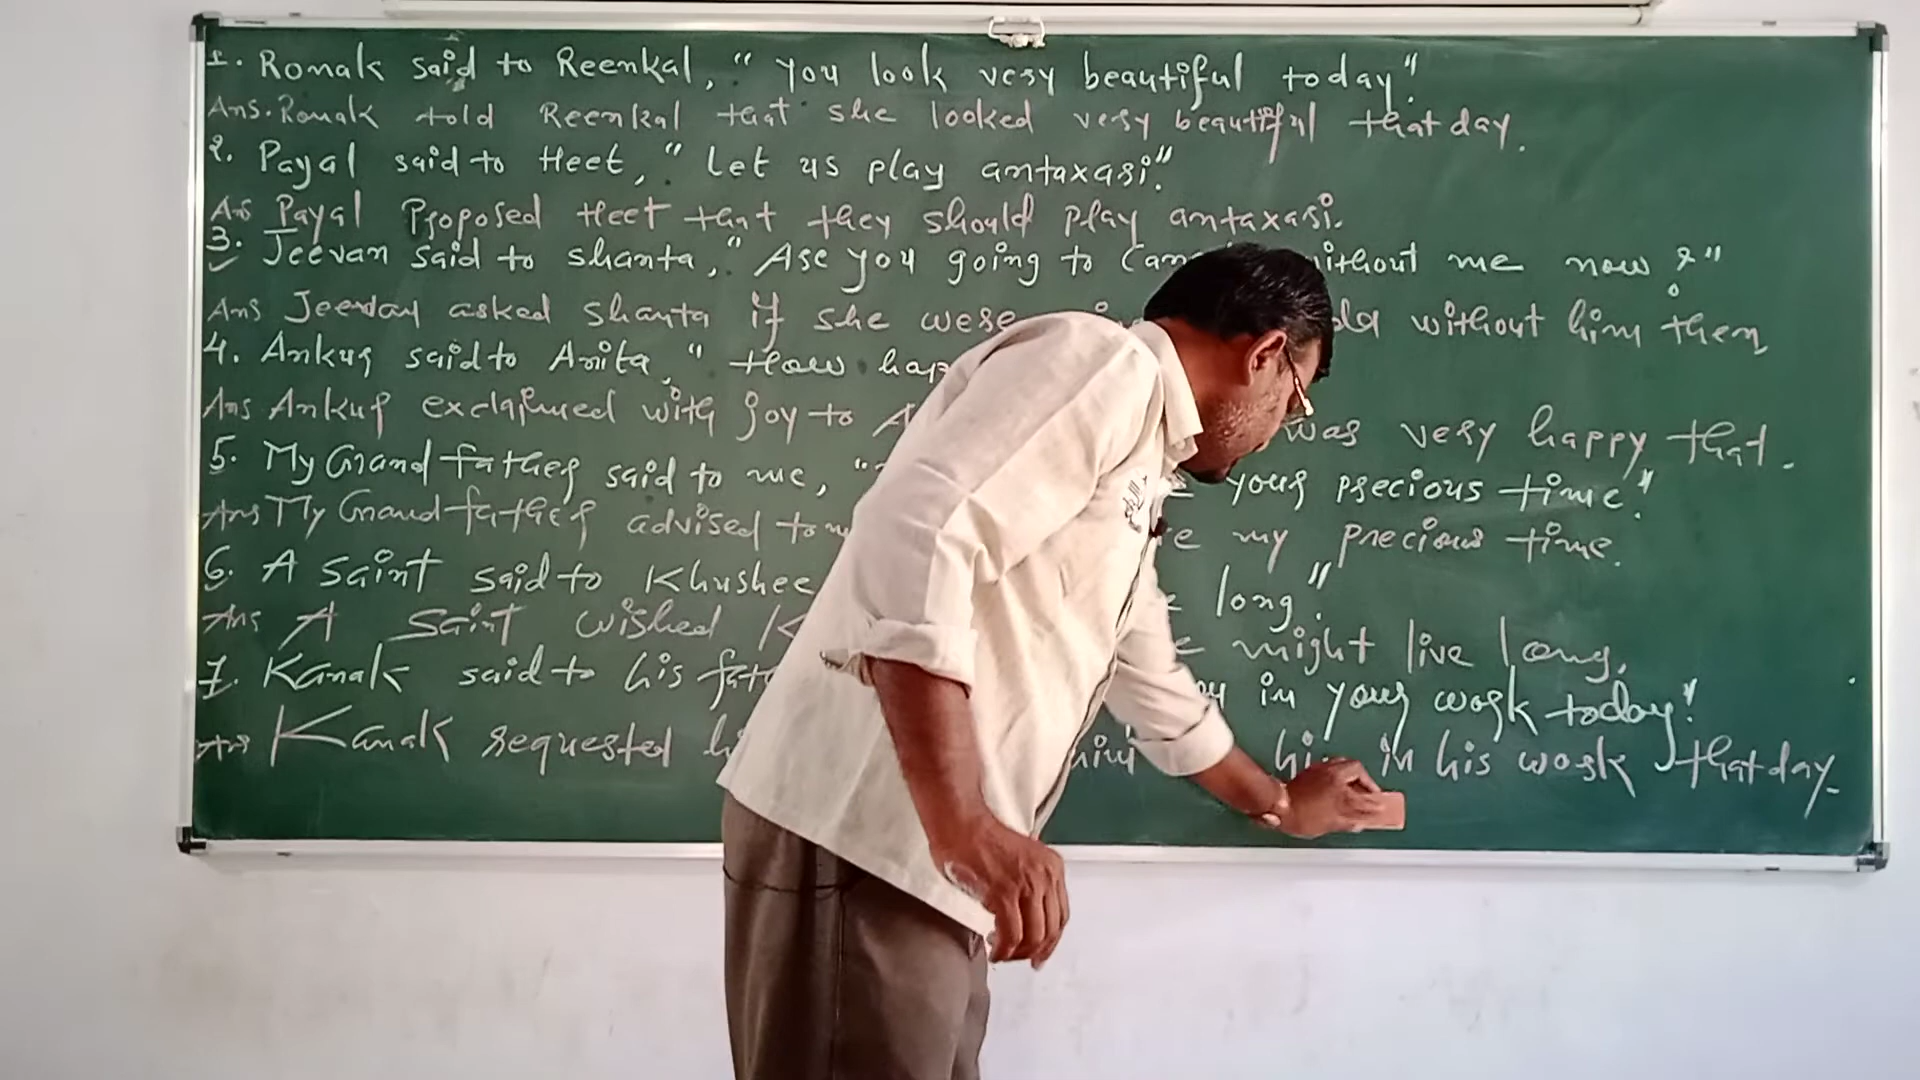 1. Ronak said to Reenkal, " you look very beautiful today".
Ans. Ronak told Reenkal that she looked very beautiful that day.
2. Payal said to Heet, " Let us play antaxari."
Ans Payal Proposed Heet that they should play antaxari.
3. Jeevan said to shanta, " Are you going to without me now ?"
Ans Jeevan asked shanta if she were without him then
4. Ankur said to Anita, " How
Ans Ankur exclaimed with joy to was very happy that.
5. My Grand father said to me, " your precious time."
Ans My Grand father advised to my precious time.
6. A saint said to Khushee long."
Ans A saint wished might live long.
7. Kanak said to his in your work today."
Ans Kanak requested in his work that day.